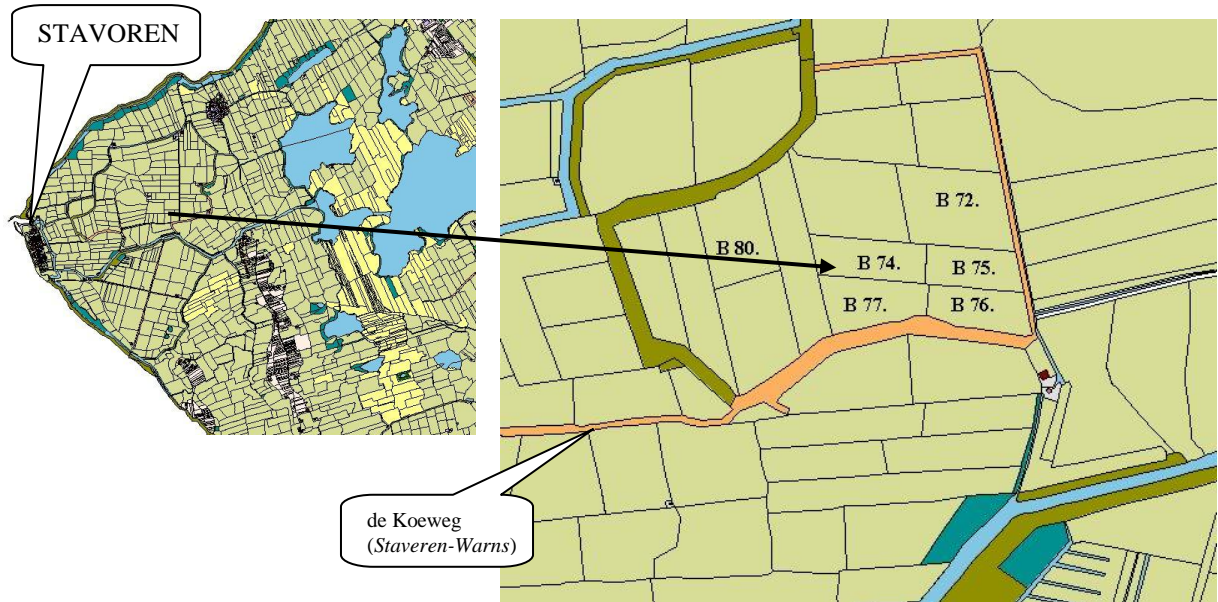 STAVOREN
B 72.
B 80.
B 74.
B 75.
B 77.
B 76.
de Koeweg
(Staveren-Warns)